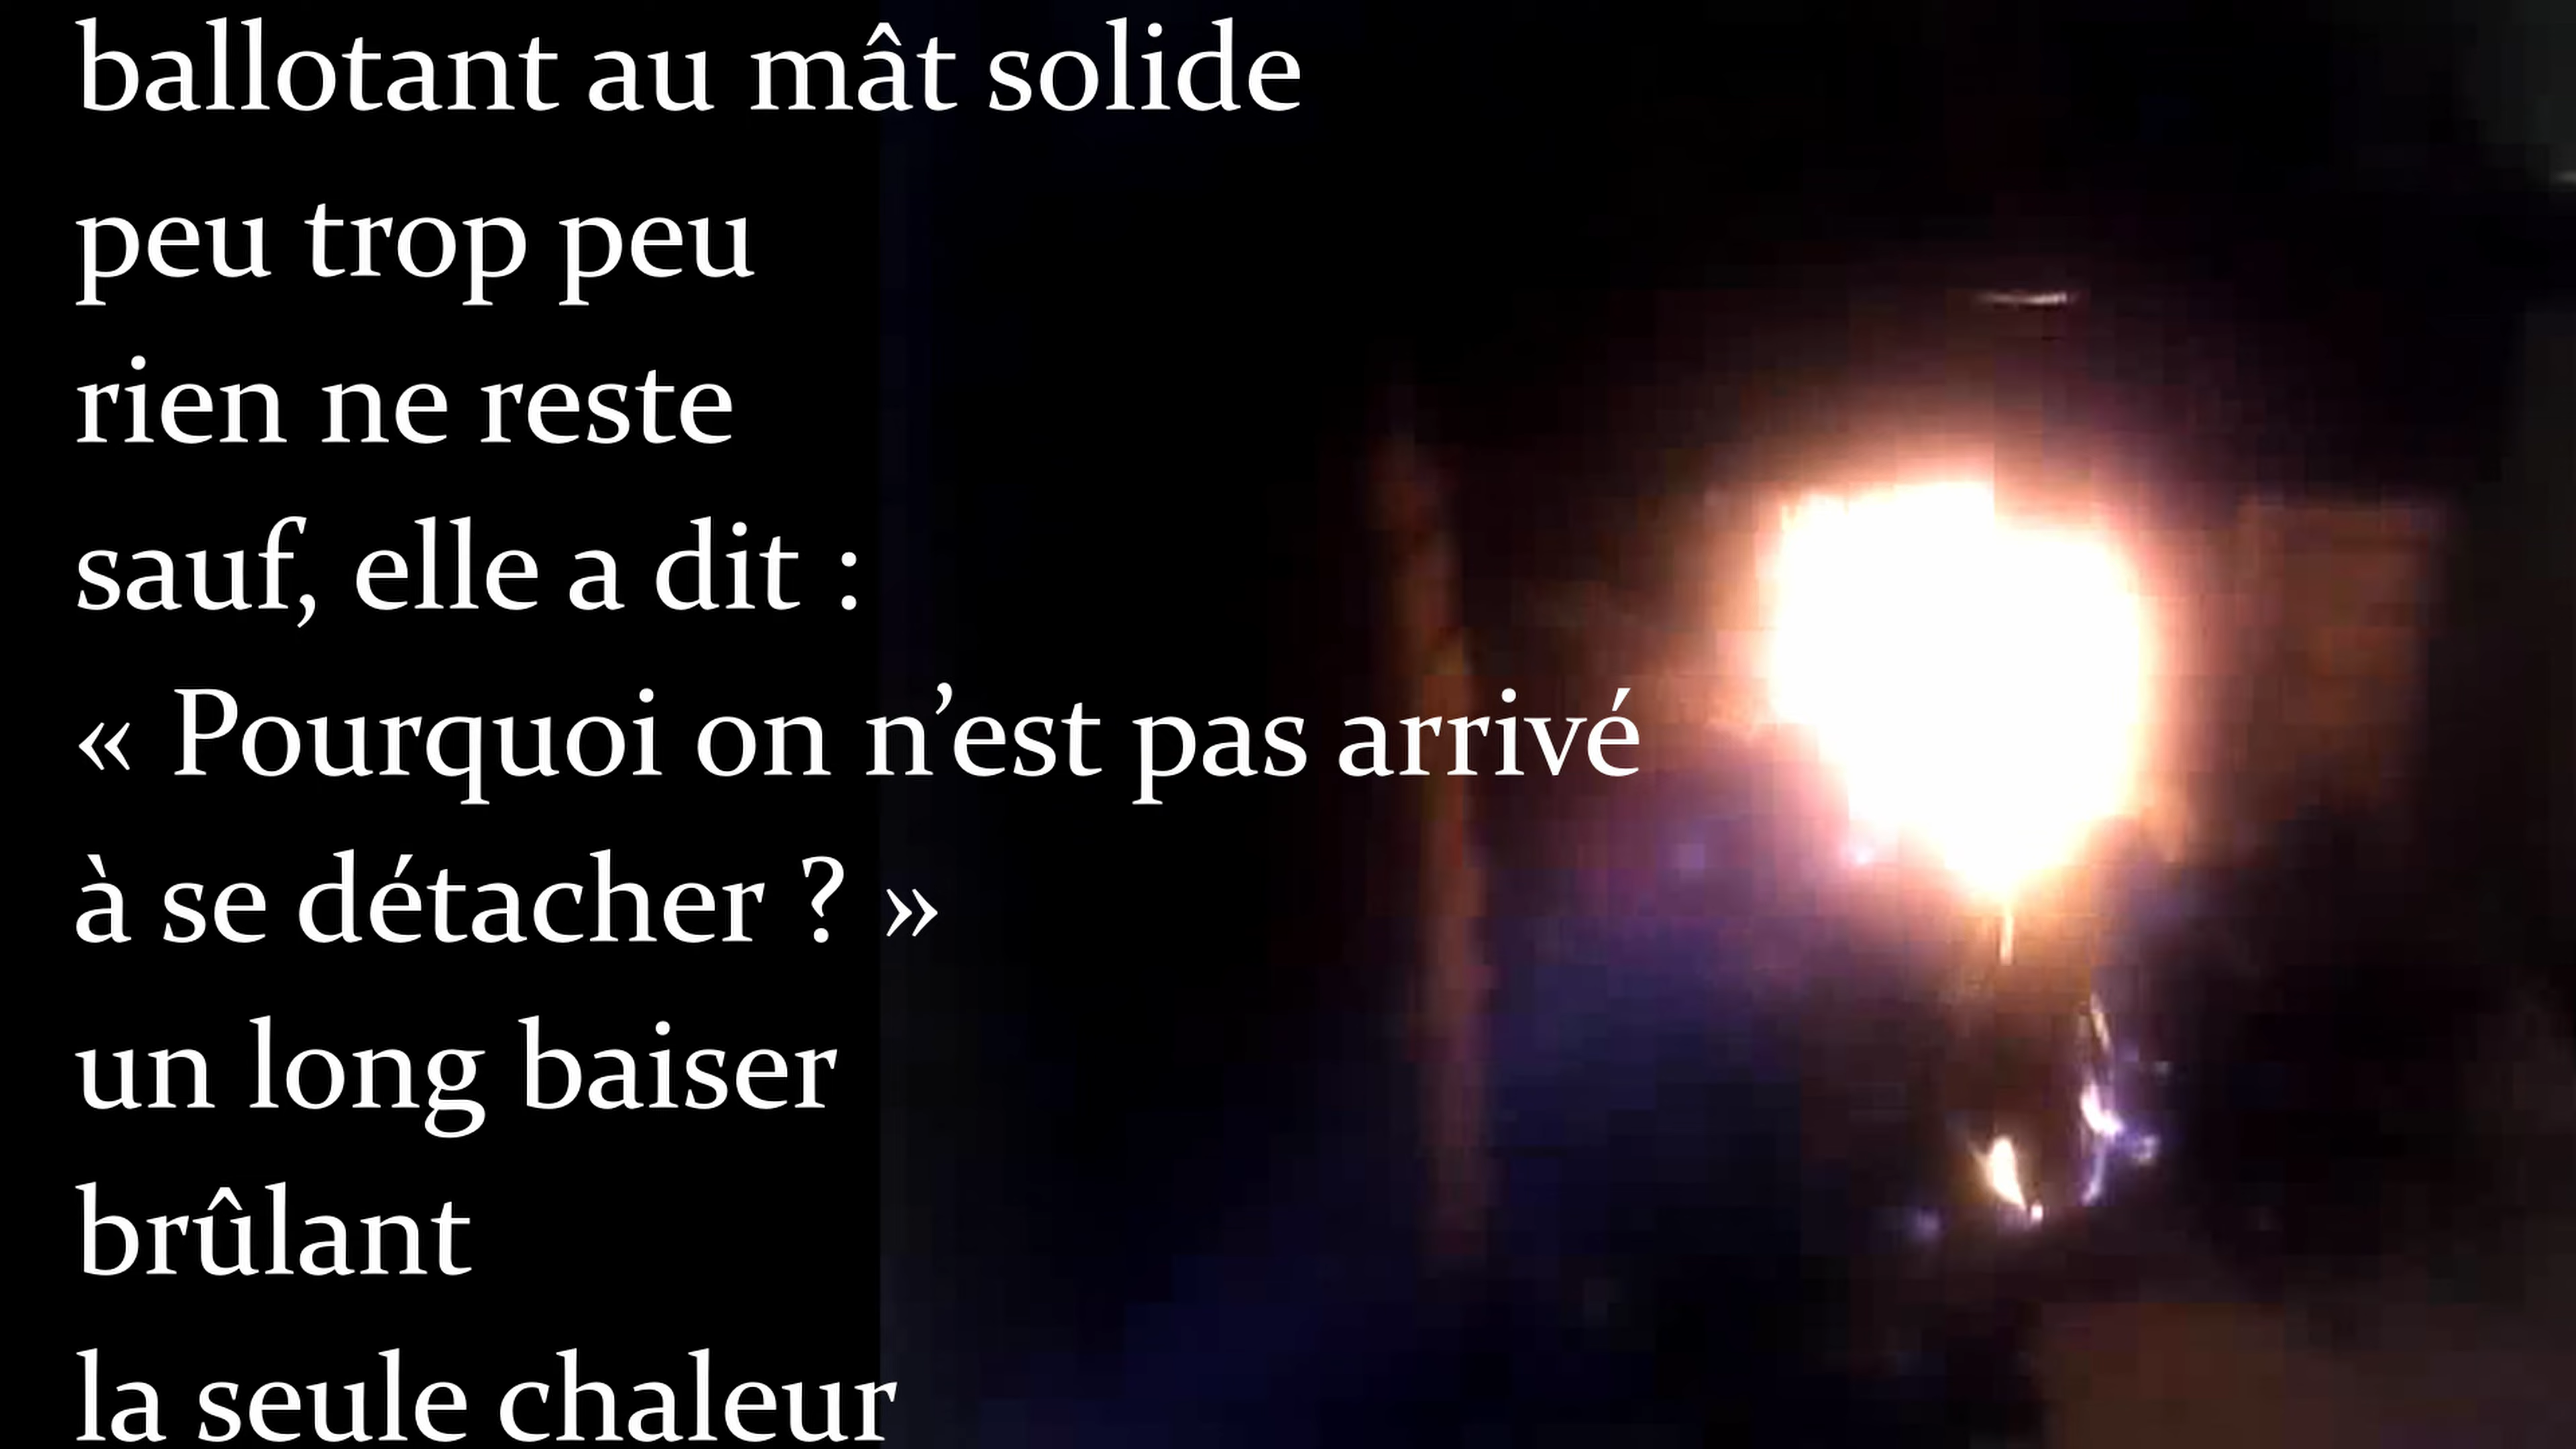 ballotant au mât solide
peu trop peu
rien ne reste
sauf, elle a dit :
« Pourquoi on n’est pas arrivé
à se détacher ? »
un long baiser
brûlant
la seule chaleur